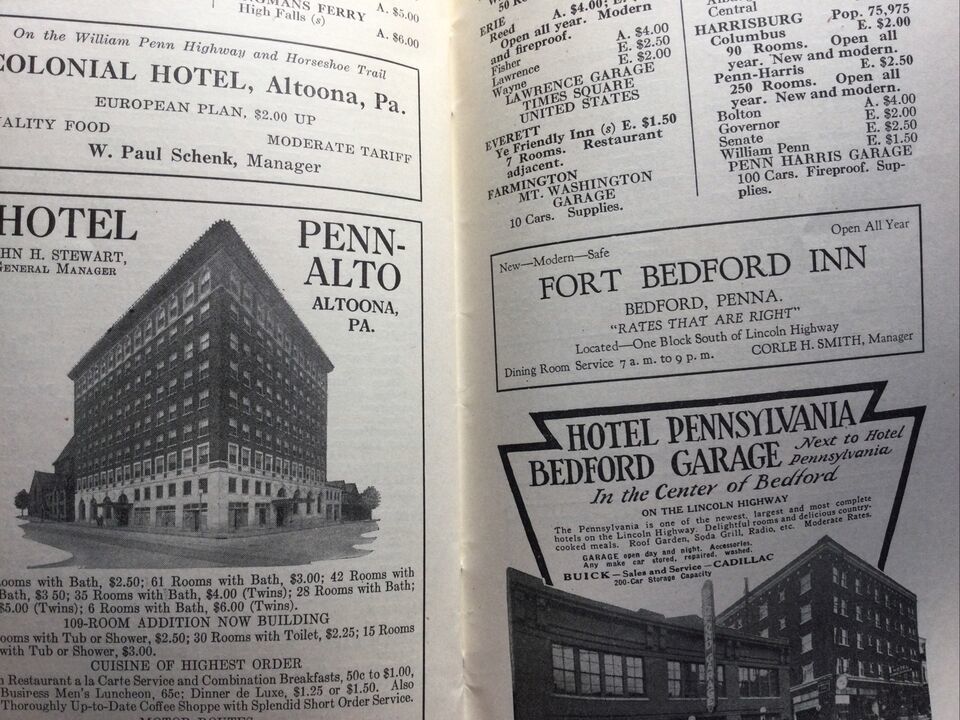 GMANS FERRY
High Falls (s) A. $5.00
A. $6.00
On the William Penn Highway and Horseshoe Trail
COLONIAL HOTEL, Altoona, Pa.
EUROPEAN PLAN, $2.00 UP
UALITY FOOD MODERATE TARIFF
W. Paul Schenk, Manager
HOTEL PENN-
ALTO
HN H. STEWART,
GENERAL MANAGER
ALTOONA,
PA.
ooms with Bath, $2.50; 61 Rooms with Bath, $3.00; 42 Rooms with
Bath, $3 50; 35 Rooms with Bath, $4.00 (Twins); 28 Rooms with Bath;
$5.00 (Twins); 6 Rooms with Bath, $6.00 (Twins).
109-ROOM ADDITION NOW BUILDING
ooms with Tub or Shower, $2.50; 30 Rooms with Toilet, $2.25; 15 Rooms
with Tub or Shower, $3.00.
CUISINE OF HIGHEST ORDER
n Restaurant a la Carte Service and Combination Breakfasts, 50c to $1.00,
Business Men's Luncheon, 65c; Dinner de Luxe, $1.25 or $1.50. Also
Thoroughly Up-to-Date Coffee Shoppe with Splendid Short Order Service.
MOTOR ROUTES
50 Roo
ERIE
Reed A. $4.00; E.
Open all year. Modern
and fireproof.
Fisher A. $4.00
Lawrence E. $2.50
Wayne E. $2.00
LAWRENCE GARAGE
TIMES SQUARE
UNITED STATES
EVERETT
Ye Friendly Inn (s) E. $1.50
7 Rooms. Restaurant
adjacent.
FARMINGTON
MT. WASHINGTON
GARAGE
10 Cars. Supplies.
Central
HARRISBURG Pop. 75,975
Columbus E. $2.00
90 Rooms. Open all
year. New and modern.
Penn-Harris E. $2.50
250 Rooms. Open all
year. New and modern.
Bolton A. $4.00
Governor E. $2.00
Senate E. $2.50
William Penn E. $1.50
PENN HARRIS GARAGE
100 Cars. Fireproof. Sup-
plies.
New—Modern—Safe Open All Year
FORT BEDFORD INN
BEDFORD, PENNA.
"RATES THAT ARE RIGHT"
Located—One Block South of Lincoln Highway
Dining Room Service 7 a. m. to 9 p. m. CORLE H. SMITH, Manager
HOTEL PENNSYLVANIA
BEDFORD GARAGE Next to Hotel
Pennsylvania
In the Center of Bedford
ON THE LINCOLN HIGHWAY
The Pennsylvania is one of the newest, largest and most complete
hotels on the Lincoln Highway. Delightful rooms and delicious country-
cooked meals. Roof Garden, Soda Grill, Radio, etc. Moderate Rates.
GARAGE open day and night. Accessories.
Any make car stored, repaired, washed.
BUICK—Sales and Service—CADILLAC
200-Car Storage Capacity